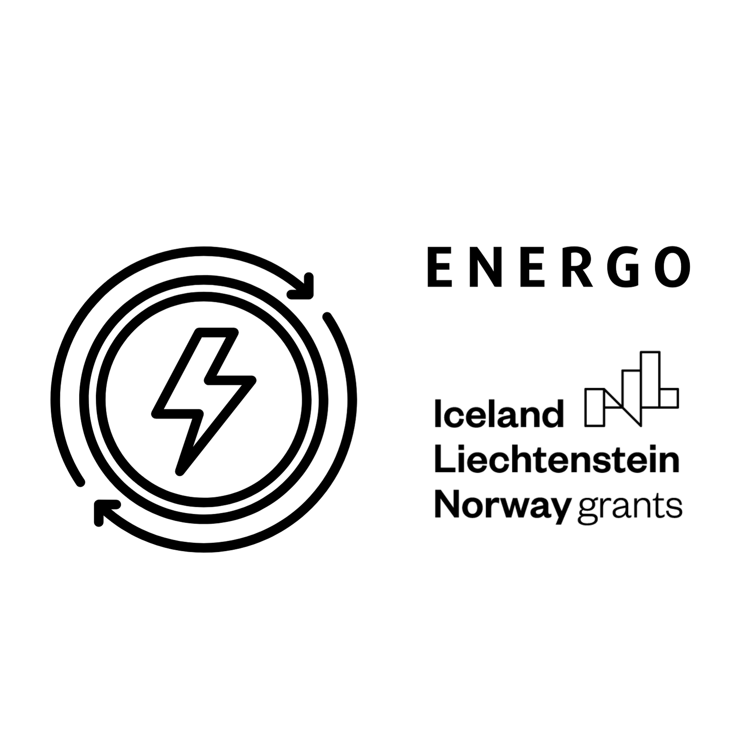 ENERGO
Iceland
Liechtenstein
Norway grants